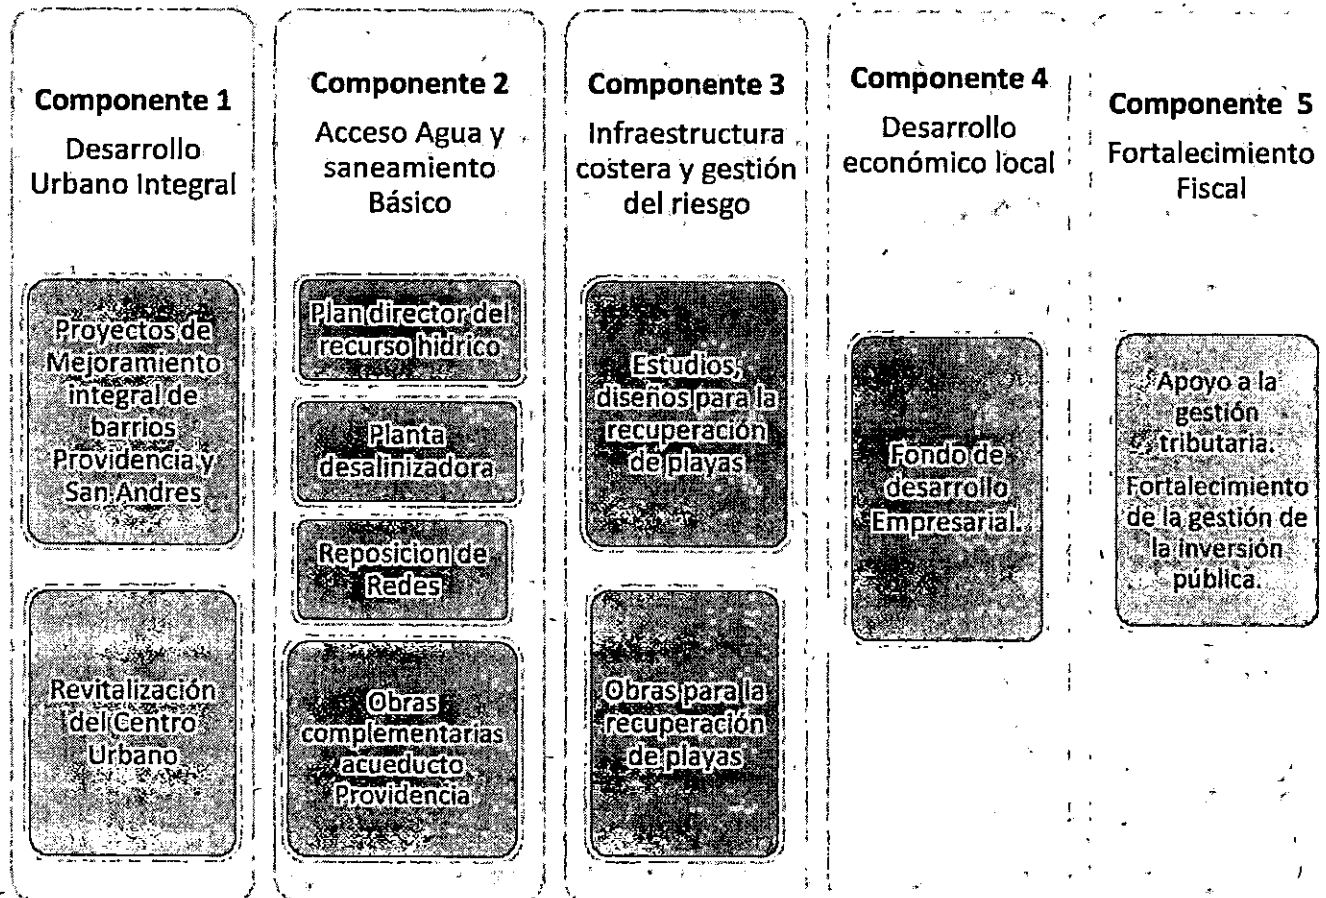 Componente 1
Desarrollo
Urbano Integral
Proyectos de
Mejoramiento
integral de
barrios
Providencia y
San Andres
Revitalización
del Centro
Urbano
Componente 2
Acceso Agua y
saneamiento
Básico
Plan director del
recurso hídrico
Planta
desalinizadora
Reposicion de
Redes
Obras
complementarias
acueducto
Providencia
Componente 3
Infraestructura
costera y gestión
del riesgo
Estudios,
diseños para la
recuperación
de playas
Obras para la
recuperación
de playas
Componente 4
Desarrollo
económico local
Fondo de
desarrollo
Empresarial.
Componente 5
Fortalecimiento
Fiscal
Apoyo a la
gestión
tributaria.
Fortalecimiento
de la gestión de
la inversión
pública.